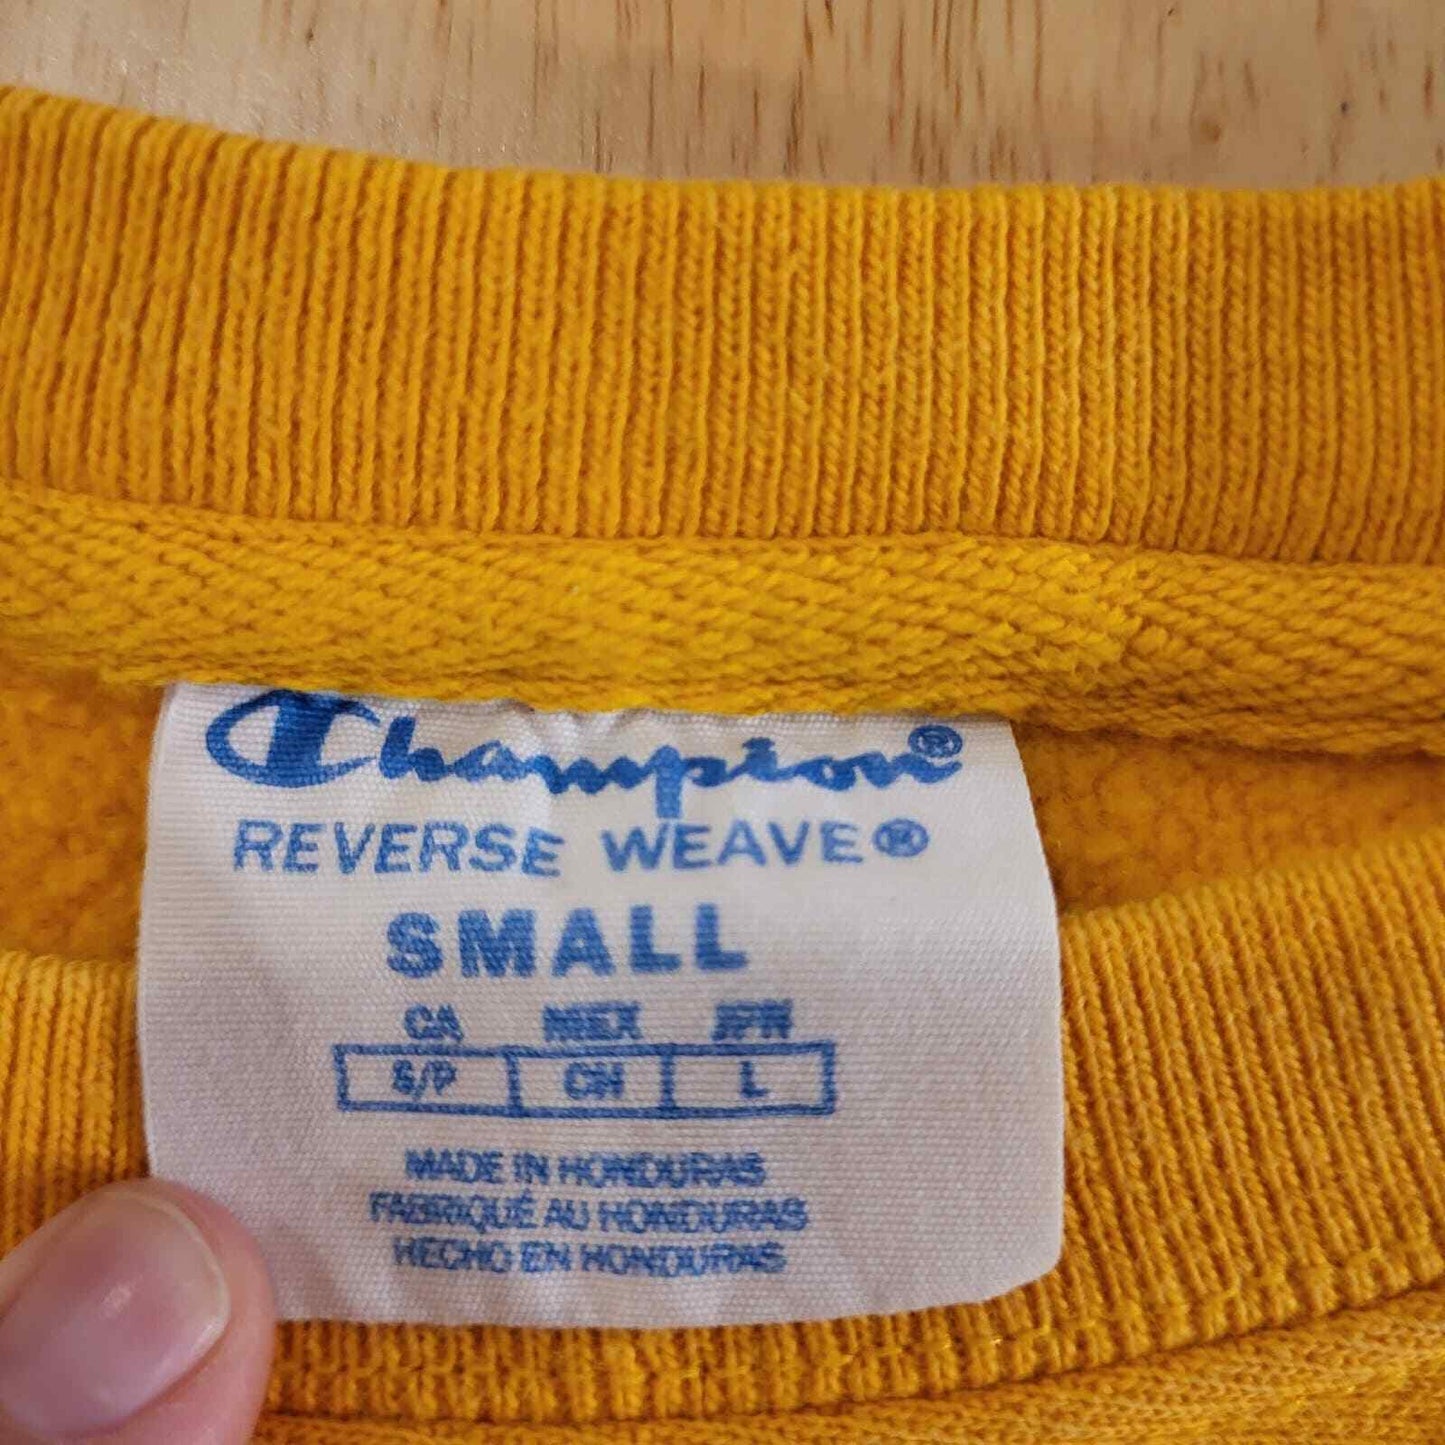 Champion®
REVERSE WEAVE®
SMALL
CA MEX JPN
S/P CH L
MADE IN HONDURAS
FABRIQUÉ AU HONDURAS
HECHO EN HONDURAS